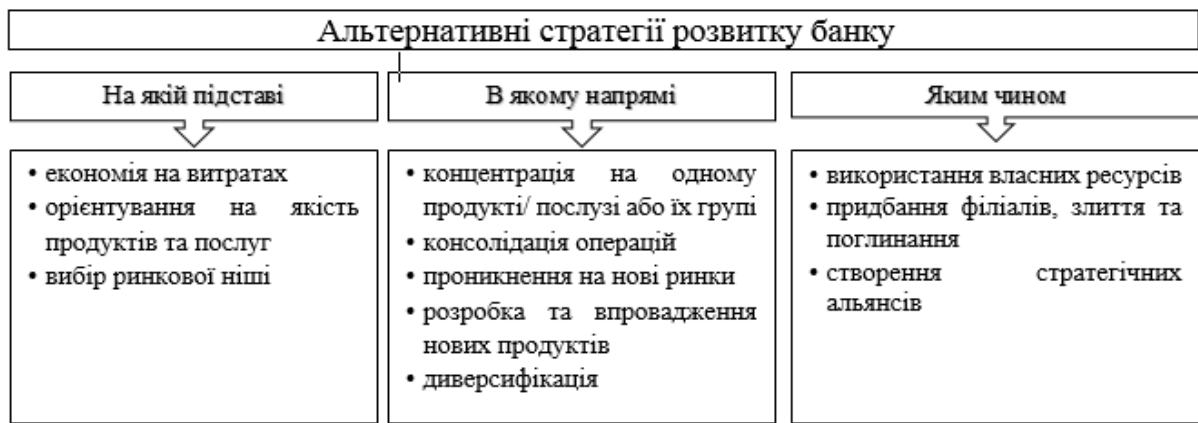 Альтернативні стратегії розвитку банку
На якій підставі
• економія на витратах
• орієнтування на якість
продуктів та послуг
• вибір ринкової ніші
В якому напрямі
• концентрація на одному
продукті/ послузі або їх групі
• консолідація операцій
• проникнення на нові ринки
• розробка та впровадження
нових продуктів
• диверсифікація
Яким чином
• використання власних ресурсів
• придбання філіалів, злиття та
поглинання
• створення стратегічних
альянсів